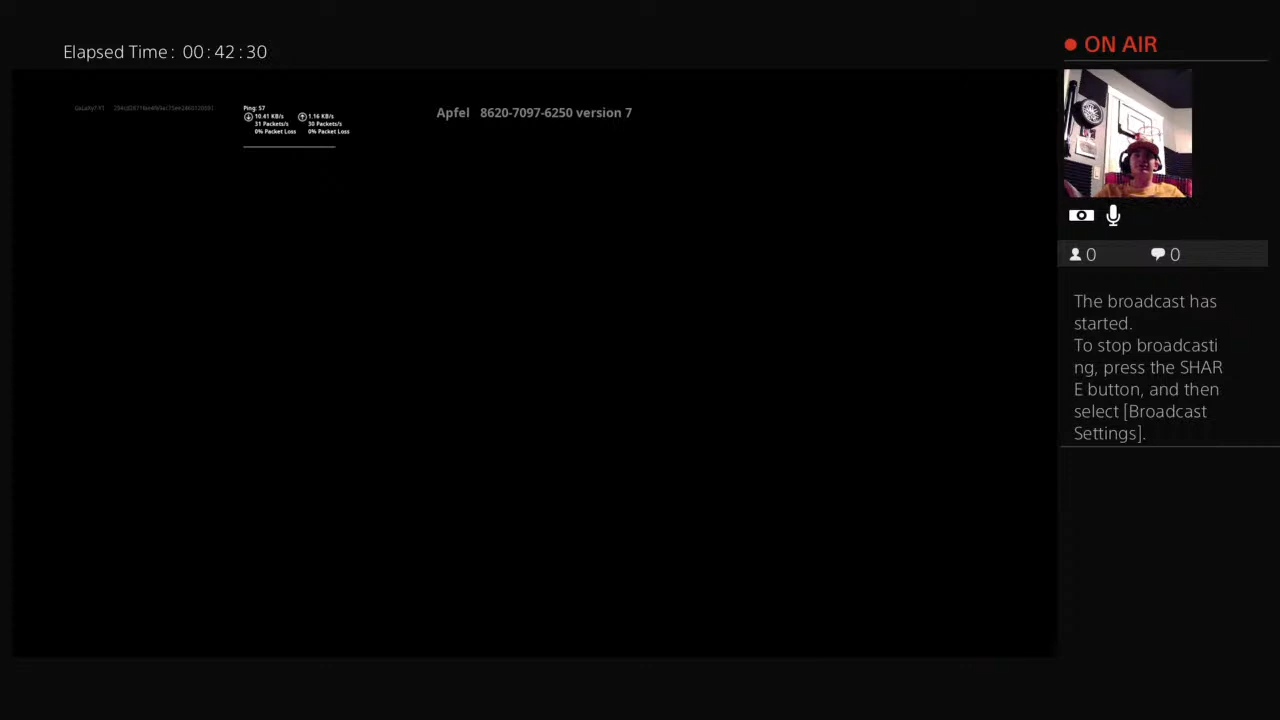 Elapsed Time: 00:42:30
ON AIR
Ping: 57
10.41 KB/s 1.16 KB/s
31 Packets/s 30 Packets/s
0% Packet Loss 0% Packet Loss
Apfel 8620-7097-6250 version 7
0 0
The broadcast has
started.
To stop broadcasti
ng, press the SHAR
E button, and then
select [Broadcast
Settings].